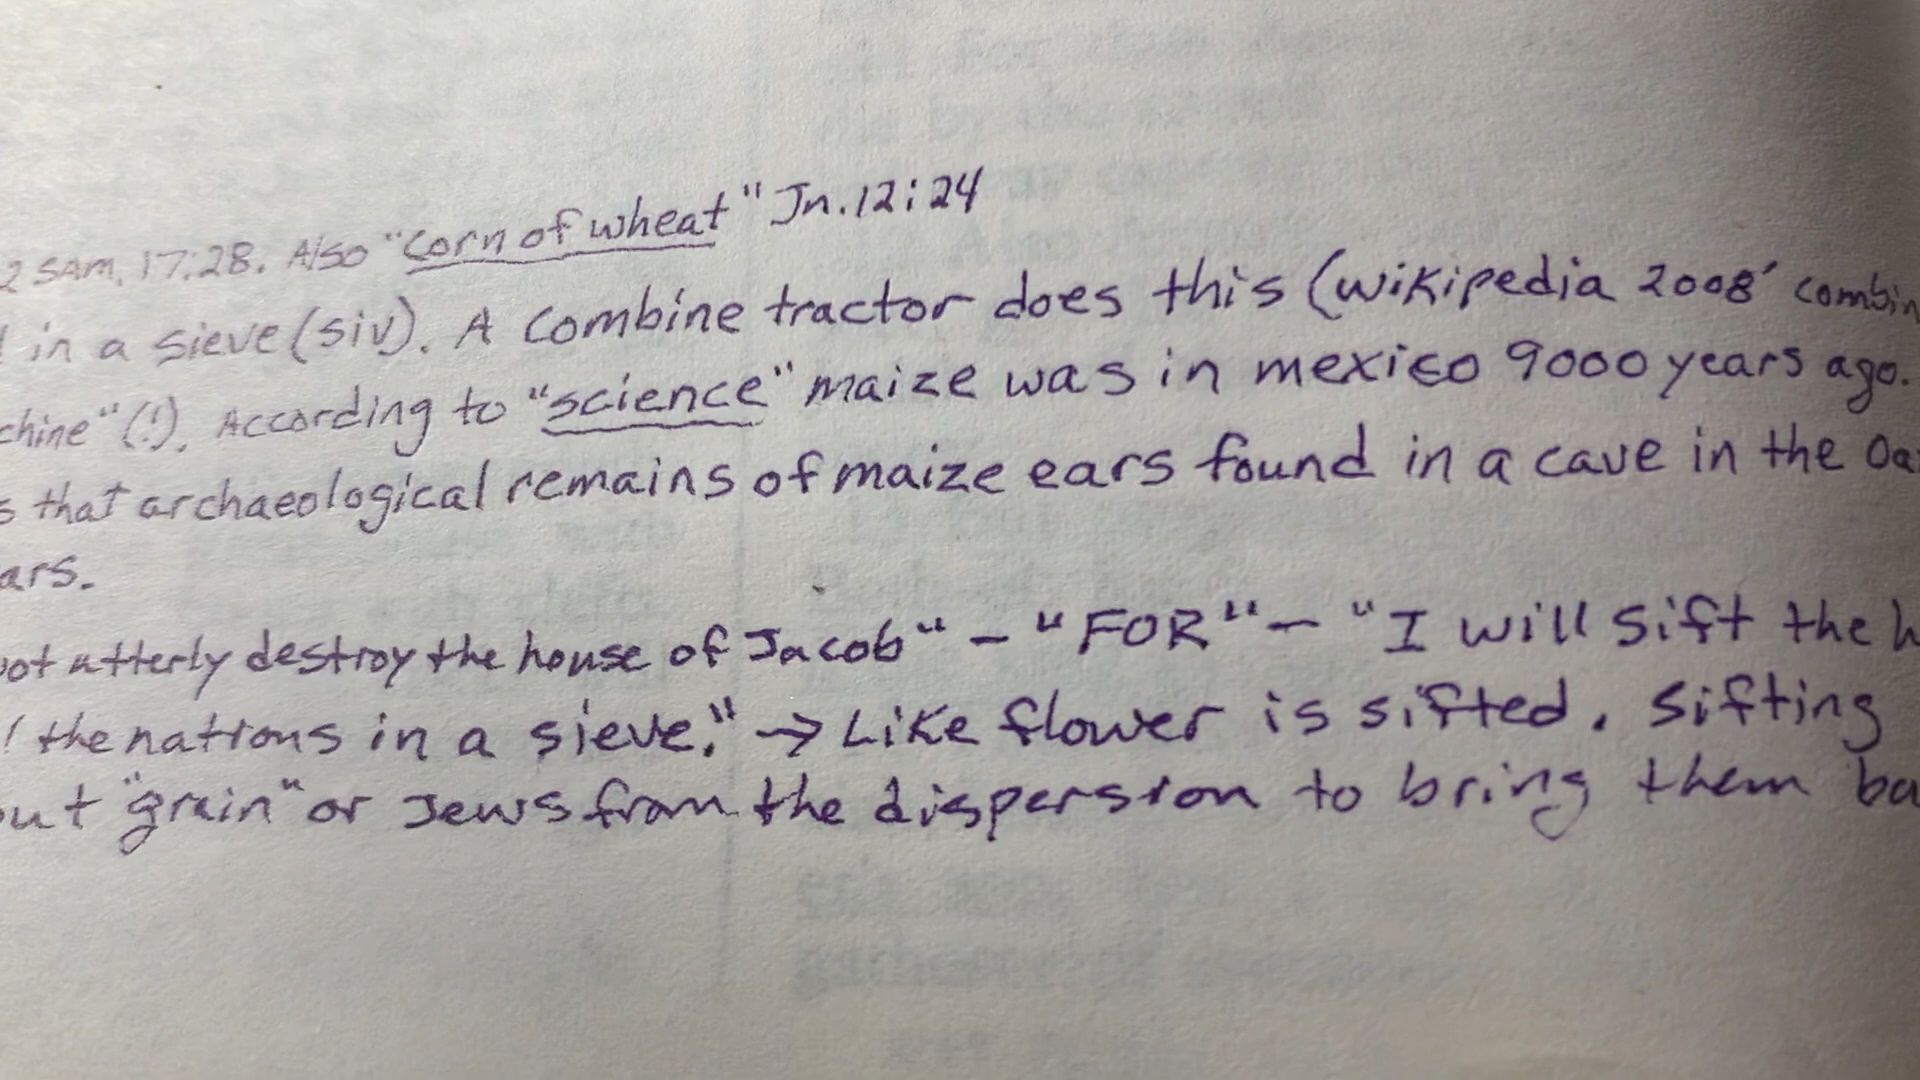 2 SAM. 17:28. Also "corn of wheat" Jn. 12:24
in a sieve (siv). A combine tractor does this (wikipedia 2008' combin
chine" (!). According to "science" maize was in mexico 9000 years ago.
s that archaeological remains of maize ears found in a cave in the Oa
ars.
ot utterly destroy the house of Jacob" - "FOR" - "I will sift the h
the nations in a sieve." → Like flower is sifted. Sifting
ut "grain" or Jews from the dispersion to bring them ba